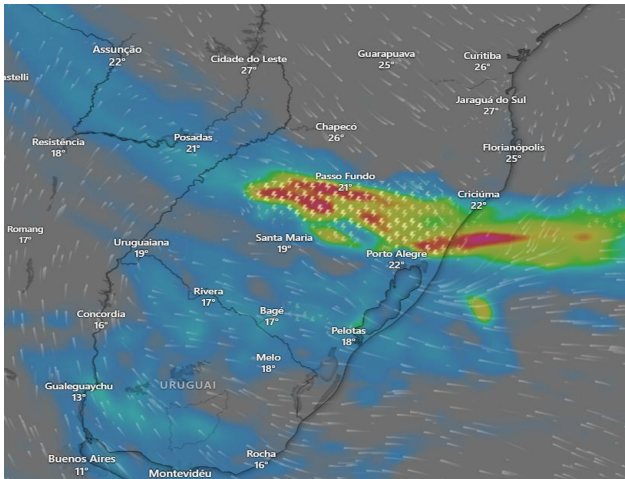 Assunção
22°
Cidade do Leste
27°
Guarapuava
25°
Curitiba
26°
astelli
Jaraguá do Sul
27°
Resistência
18°
Posadas
21°
Chapecó
26°
Florianópolis
25°
Passo Fundo
21°
Criciúma
22°
Romang
17°
Uruguaiana
19°
Santa Maria
19°
Porto Alegre
22°
Rivera
17°
Bagé
17°
Concordia
16°
Pelotas
18°
Melo
18°
Gualeguaychu
13°
URUGUAI
Buenos Aires
11°
Rocha
16°
Montevidéu